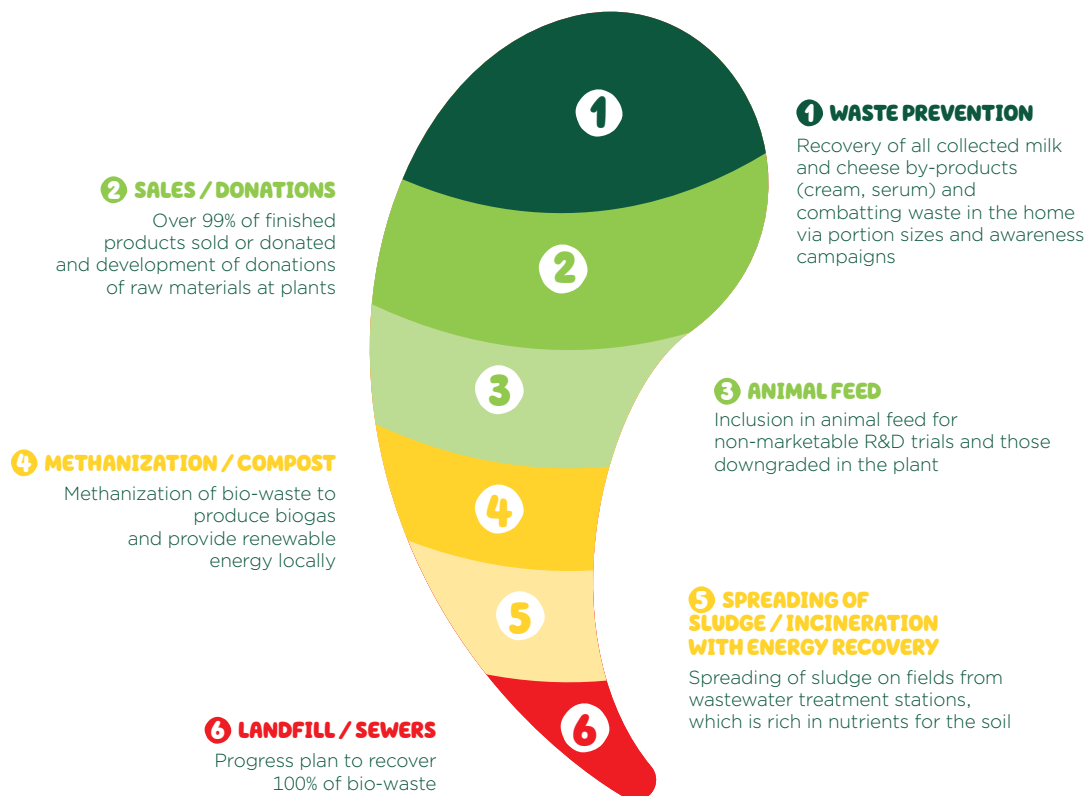 1
1 WASTE PREVENTION
Recovery of all collected milk
and cheese by-products
(cream, serum) and
combatting waste in the home
via portion sizes and awareness
campaigns
2 SALES / DONATIONS
Over 99% of finished
products sold or donated
and development of donations
of raw materials at plants
2
3
3 ANIMAL FEED
Inclusion in animal feed for
non-marketable R&D trials and those
downgraded in the plant
4 METHANIZATION / COMPOST
Methanization of bio-waste to
produce biogas
and provide renewable
energy locally
4
5
5 SPREADING OF
SLUDGE / INCINERATION
WITH ENERGY RECOVERY
Spreading of sludge on fields from
wastewater treatment stations,
which is rich in nutrients for the soil
6 LANDFILL / SEWERS
Progress plan to recover
100% of bio-waste
6